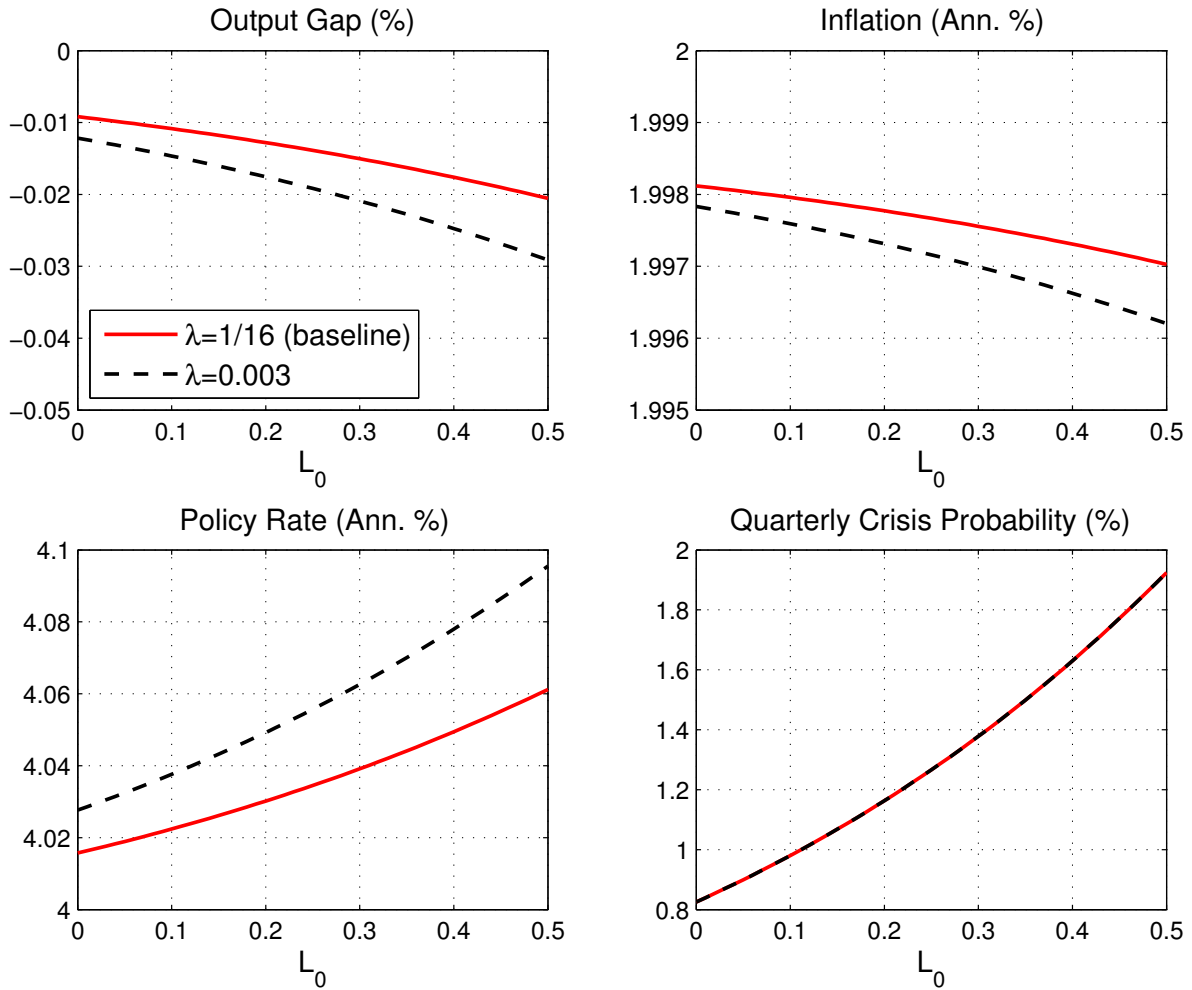 Output Gap (%)
0
−0.01
−0.02
−0.03
−0.04
−0.05
λ=1/16 (baseline)
λ=0.003
0 0.1 0.2 0.3 0.4 0.5
L0
Inflation (Ann. %)
2
1.999
1.998
1.997
1.996
1.995
0 0.1 0.2 0.3 0.4 0.5
L0
Policy Rate (Ann. %)
4.1
4.08
4.06
4.04
4.02
4
0 0.1 0.2 0.3 0.4 0.5
L0
Quarterly Crisis Probability (%)
2
1.8
1.6
1.4
1.2
1
0.8
0 0.1 0.2 0.3 0.4 0.5
L0